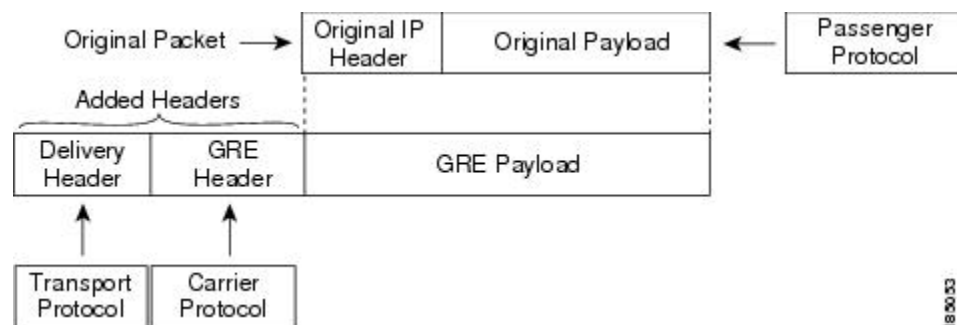 Original Packet
Original IP
Header
Original Payload
Passenger
Protocol
Added Headers
Delivery
Header
GRE
Header
GRE Payload
Transport
Protocol
Carrier
Protocol
185053